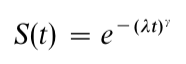 S(t) = e^{-(λt)^γ}